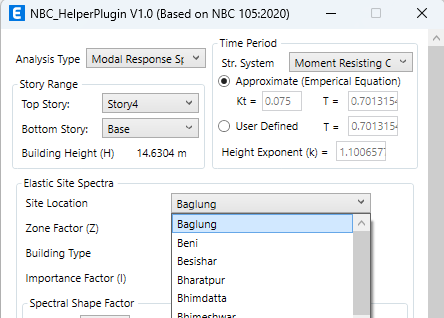 NBC_HelperPlugin V1.0 (Based on NBC 105:2020)
Analysis Type Modal Response Sp
Story Range
Top Story: Story4
Bottom Story: Base
Building Height (H) 14.6304 m
Time Period
Str. System Moment Resisting C
Approximate (Emperical Equation)
Kt = 0.075 T = 0.7013154
User Defined T = 0.7013154
Height Exponent (k) = 1.1006577
Elastic Site Spectra
Site Location Baglung
Zone Factor (Z)
Building Type
Importance Factor (I)
Spectral Shape Factor
Baglung
Beni
Besishar
Bharatpur
Bhimdatta
Bhimeshwar